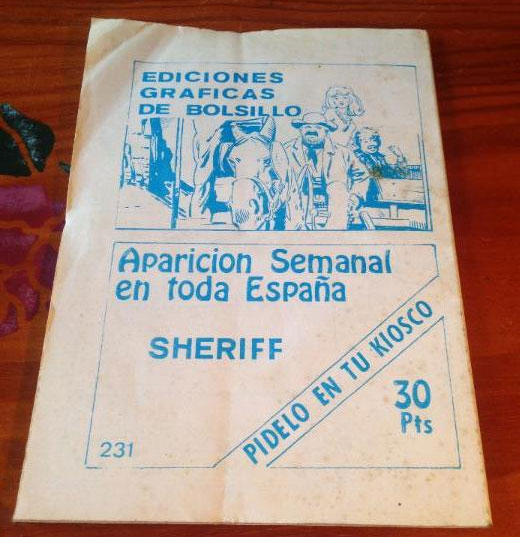 EDICIONES
GRAFICAS
DE BOLSILLO
Aparicion Semanal
en toda España
SHERIFF
PIDELO EN TU KIOSCO
30
Pts
231